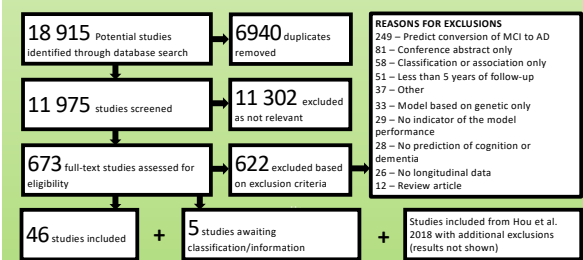 18 915 Potential studies
identified through database search
6940 duplicates
removed
11 975 studies screened
11 302 excluded
as not relevant
673 full-text studies assessed for
eligibility
622 excluded based
on exclusion criteria
REASONS FOR EXCLUSIONS
249 – Predict conversion of MCI to AD
81 – Conference abstract only
58 – Classification or association only
51 – Less than 5 years of follow-up
37 – Other
33 – Model based on genetic only
29 – No indicator of the model
performance
28 – No prediction of cognition or
dementia
26 – No longitudinal data
12 – Review article
46 studies included
+
5 studies awaiting
classification/information
+
Studies included from Hou et al.
2018 with additional exclusions
(results not shown)